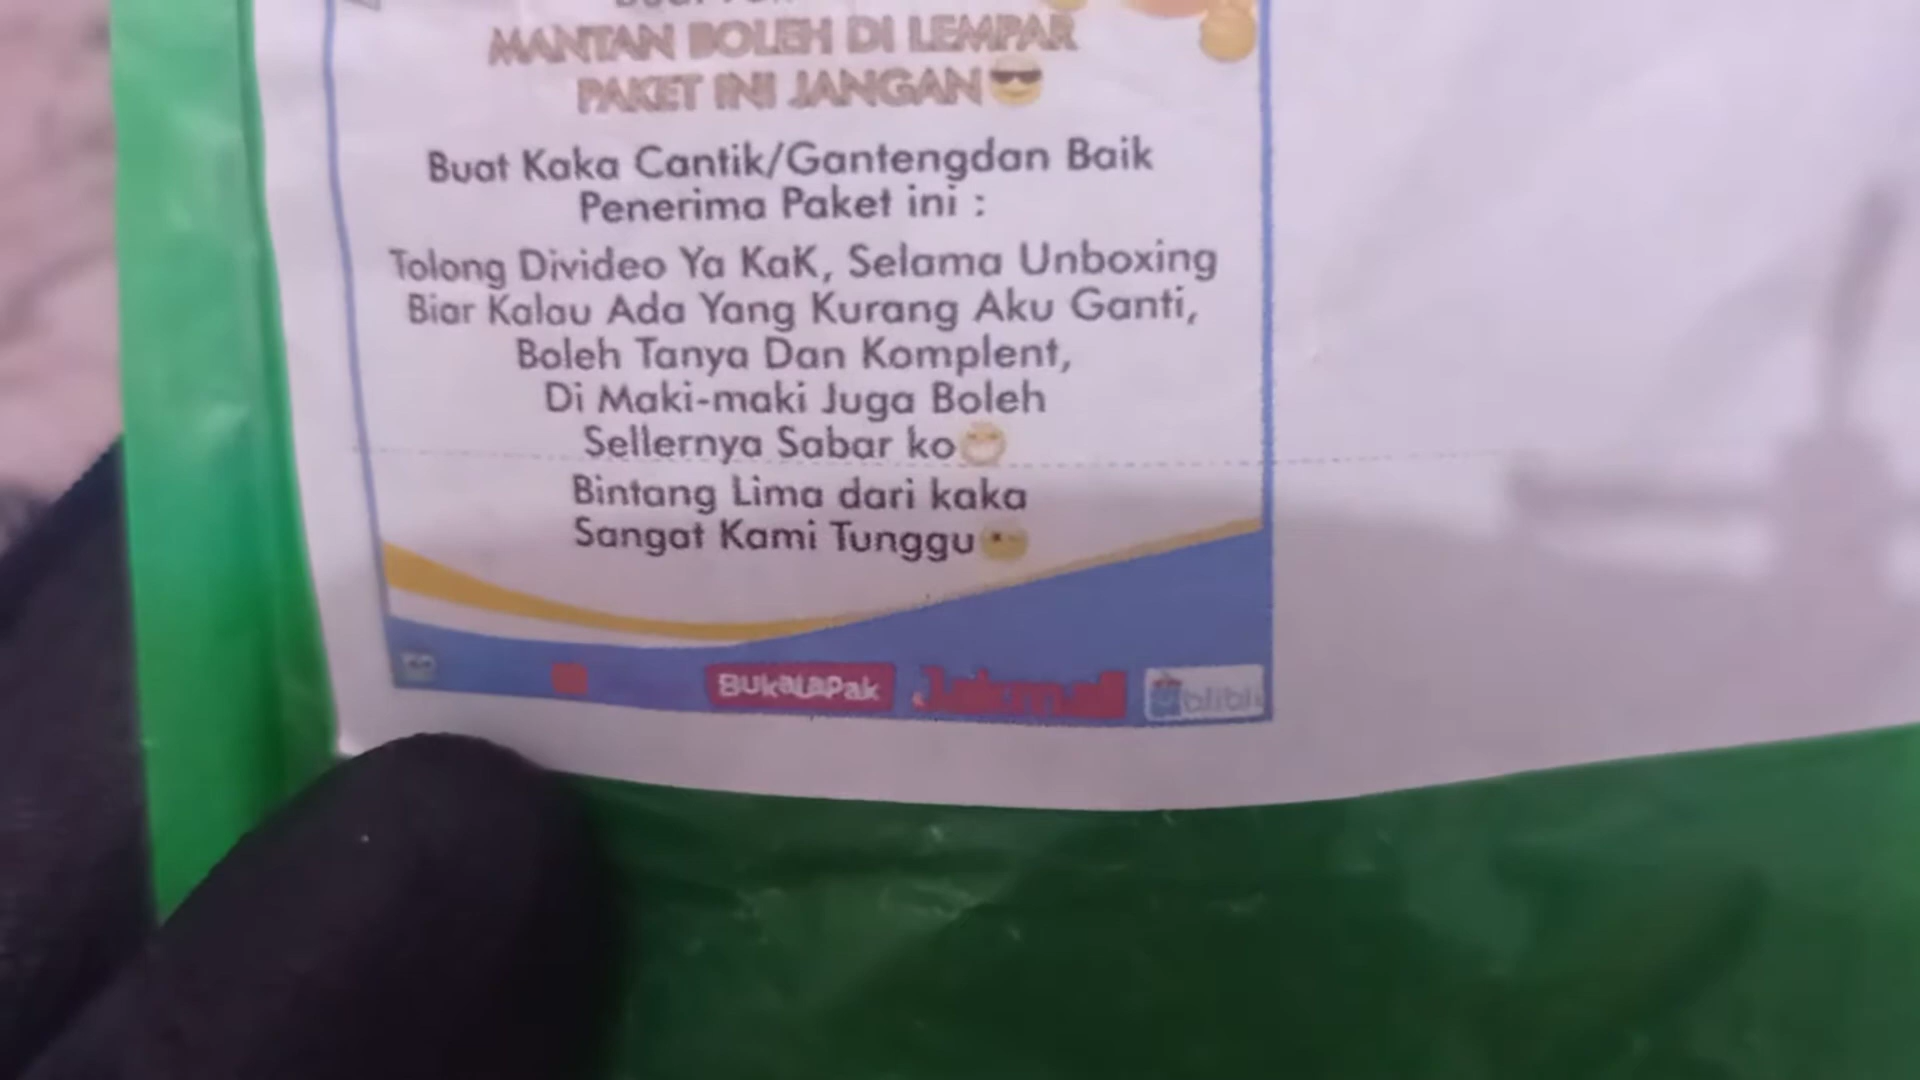 MANTAN BOLEH DI LEMPAR
PAKET INI JANGAN😎
Buat Kaka Cantik/Gantengdan Baik
Penerima Paket ini :
Tolong Divideo Ya KaK, Selama Unboxing
Biar Kalau Ada Yang Kurang Aku Ganti,
Boleh Tanya Dan Komplent,
Di Maki-maki Juga Boleh
Sellernya Sabar ko
Bintang Lima dari kaka
Sangat Kami Tunggu
BukaLaPak Jakmall blibli